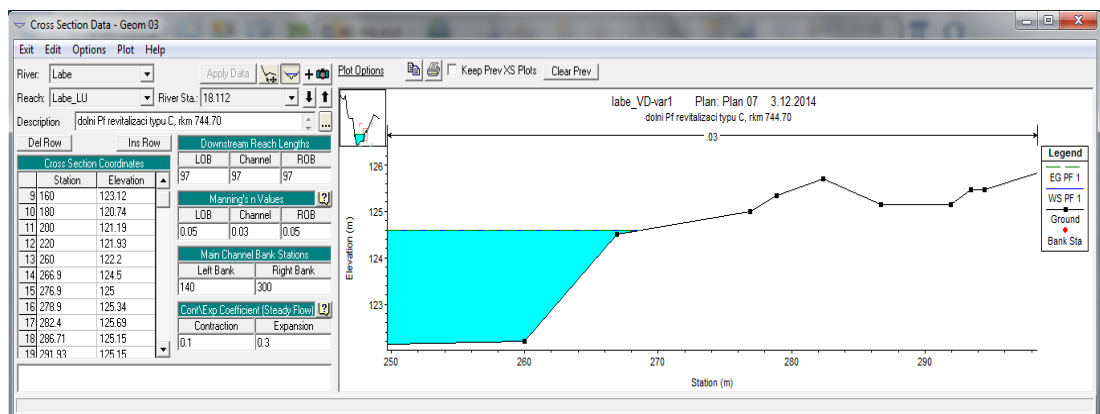 Cross Section Data - Geom 03
Exit Edit Options Plot Help
River: Labe Apply Data
Reach: Labe_LU River Sta.: 18.112
Description dolni Pf revitalizaci typu C, rkm 744.70 ...
Del Row Ins Row
Cross Section Coordinates
Station Elevation
9 160 123.12
10 180 120.74
11 200 121.19
12 220 121.93
13 260 122.2
14 266.9 124.5
15 276.9 125
16 278.9 125.34
17 282.4 125.69
18 286.71 125.15
19 291.93 125.15
Downstream Reach Lengths
LOB Channel ROB
97 97 97
Manning's n Values ?
LOB Channel ROB
0.05 0.03 0.05
Main Channel Bank Stations
Left Bank Right Bank
140 300
Cont\Exp Coefficient (Steady Flow) ?
Contraction Expansion
0.1 0.3
Plot Options Keep Prev XS Plots Clear Prev
labe_VD-var1 Plan: Plan 07 3.12.2014
dolni Pf revitalizaci typu C, rkm 744.70
.03
126
125
124
123
Elevation (m)
250 260 270 280 290
Station (m)
Legend
EG PF 1
WS PF 1
Ground
Bank Sta